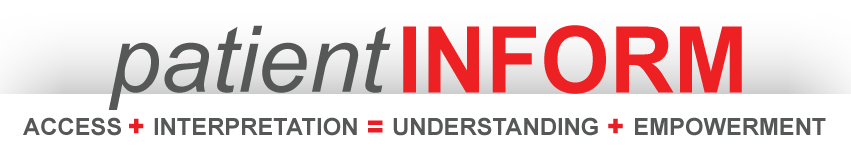 patientINFORM
ACCESS + INTERPRETATION = UNDERSTANDING + EMPOWERMENT